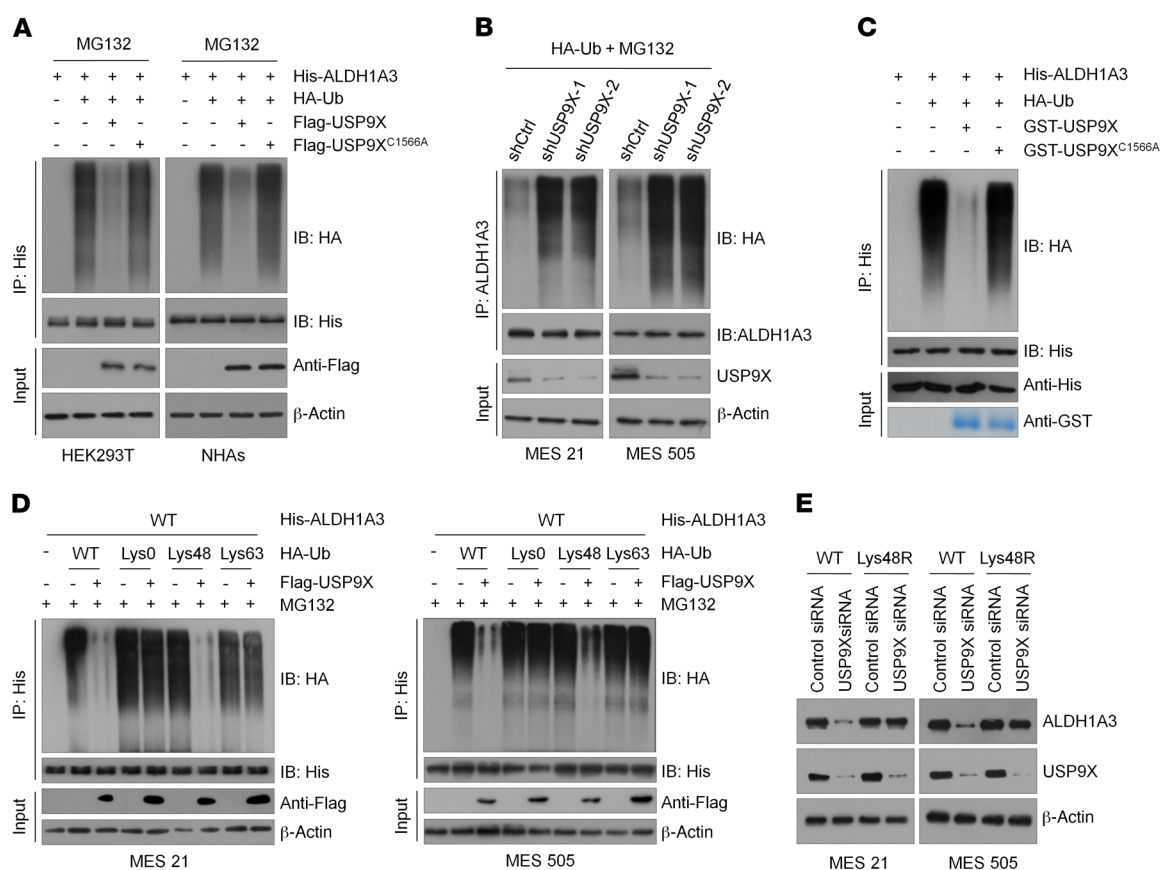 A
MG132 MG132
+ + + + + + + + His-ALDH1A3
- + + + - + + + HA-Ub
- - + - - - + - Flag-USP9X
- - - + - - - + Flag-USP9XC1566A
IP: His
IB: HA
IB: His
Input
Anti-Flag
β-Actin
HEK293T NHAs
B
HA-Ub + MG132
shCtrl shUSP9X-1 shUSP9X-2 shCtrl shUSP9X-1 shUSP9X-2
IP: ALDH1A3
IB: HA
IB:ALDH1A3
Input
USP9X
β-Actin
MES 21 MES 505
C
+ + + + His-ALDH1A3
- + + + HA-Ub
- - + - GST-USP9X
- - - + GST-USP9XC1566A
IP: His
IB: HA
IB: His
Input
Anti-His
Anti-GST
D
WT His-ALDH1A3
- WT Lys0 Lys48 Lys63 HA-Ub
- - + - + - + - + Flag-USP9X
+ + + + + + + + + MG132
IP: His
IB: HA
IB: His
Input
Anti-Flag
β-Actin
MES 21
WT His-ALDH1A3
- WT Lys0 Lys48 Lys63 HA-Ub
- - + - + - + - + Flag-USP9X
+ + + + + + + + + MG132
IP: His
IB: HA
IB: His
Input
Anti-Flag
β-Actin
MES 505
E
WT Lys48R WT Lys48R
Control siRNA USP9XsiRNA Control siRNA USP9X siRNA Control siRNA USP9X siRNA Control siRNA USP9X siRNA
ALDH1A3
USP9X
β-Actin
MES 21 MES 505